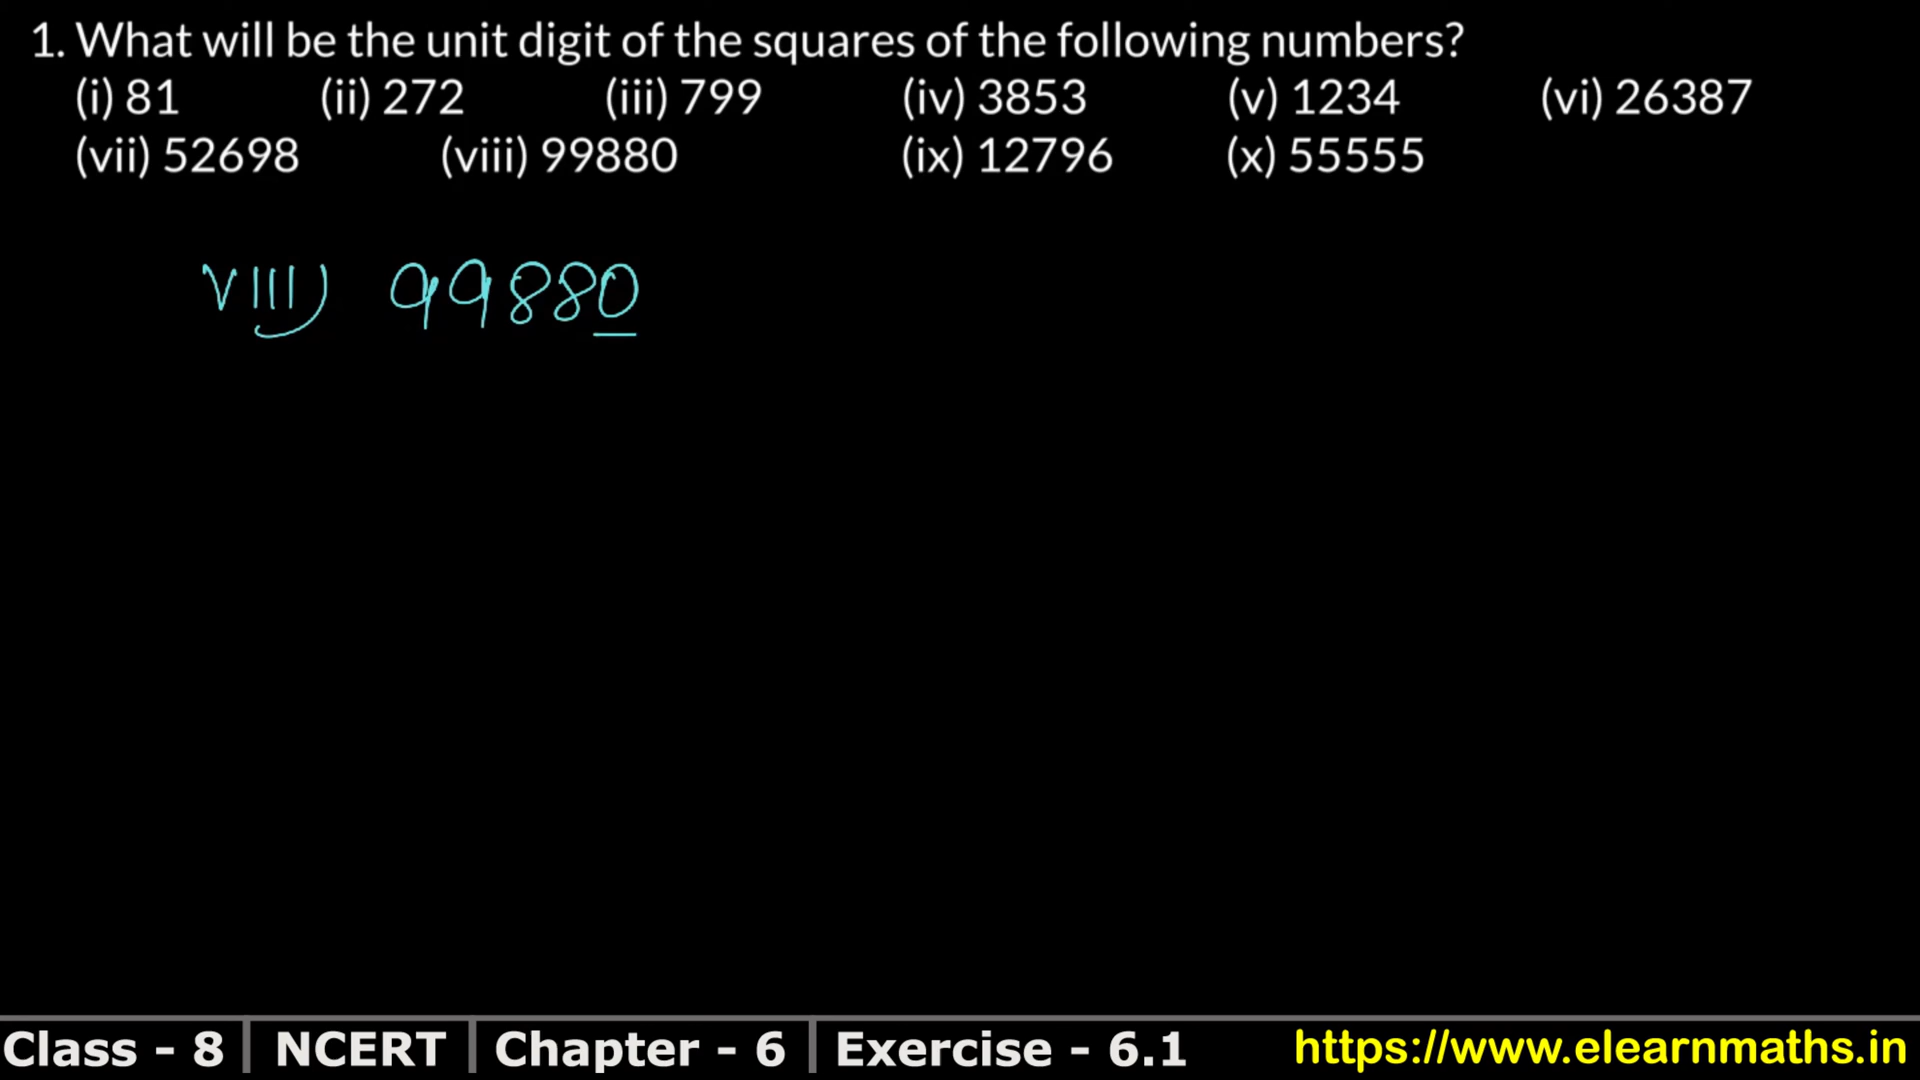 1. What will be the unit digit of the squares of the following numbers?
(i) 81 (ii) 272 (iii) 799 (iv) 3853 (v) 1234 (vi) 26387
(vii) 52698 (viii) 99880 (ix) 12796 (x) 55555
VIII) 99880
Class - 8 NCERT Chapter - 6 Exercise - 6.1 https://www.elearnmaths.in